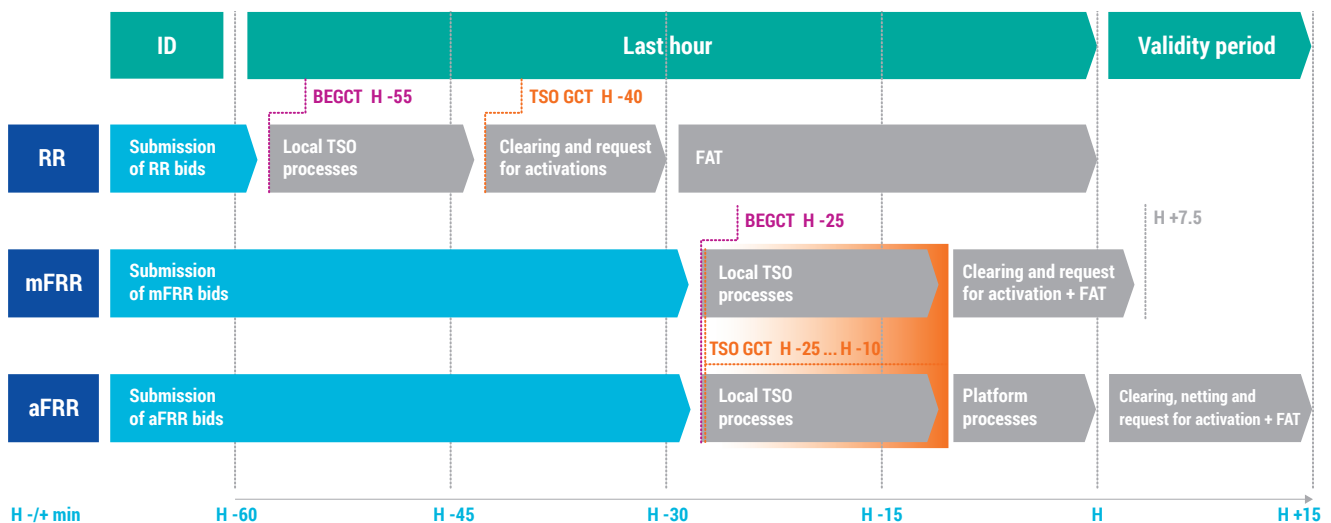 ID
Last hour
Validity period
BEGCT H -55
TSO GCT H -40
RR
Submission
of RR bids
Local TSO
processes
Clearing and request
for activations
FAT
BEGCT H -25
H +7.5
mFRR
Submission
of mFRR bids
Local TSO
processes
Clearing and request
for activation + FAT
TSO GCT H -25 ... H -10
aFRR
Submission
of aFRR bids
Local TSO
processes
Platform
processes
Clearing, netting and
request for activation + FAT
H -/+ min
H -60
H -45
H -30
H -15
H
H +15